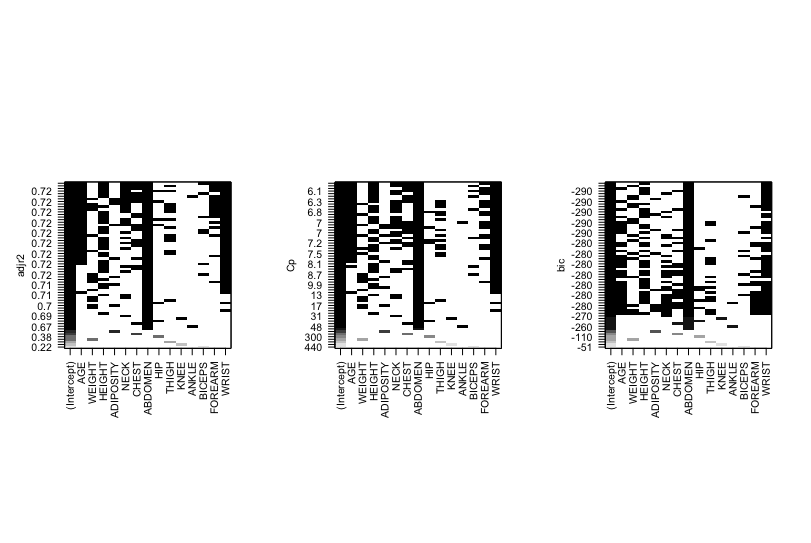 adjr2
0.72
0.72
0.72
0.72
0.72
0.72
0.72
0.72
0.72
0.71
0.71
0.7
0.69
0.67
0.38
0.22
(Intercept)
AGE
WEIGHT
HEIGHT
ADIPOSITY
NECK
CHEST
ABDOMEN
HIP
THIGH
KNEE
ANKLE
BICEPS
FOREARM
WRIST
Cp
6.1
6.3
6.8
7
7
7.2
7.5
8.1
8.7
9.9
13
17
31
48
300
440
(Intercept)
AGE
WEIGHT
HEIGHT
ADIPOSITY
NECK
CHEST
ABDOMEN
HIP
THIGH
KNEE
ANKLE
BICEPS
FOREARM
WRIST
bic
-290
-290
-290
-290
-290
-280
-280
-280
-280
-280
-280
-280
-270
-260
-110
-51
(Intercept)
AGE
WEIGHT
HEIGHT
ADIPOSITY
NECK
CHEST
ABDOMEN
HIP
THIGH
KNEE
ANKLE
BICEPS
FOREARM
WRIST